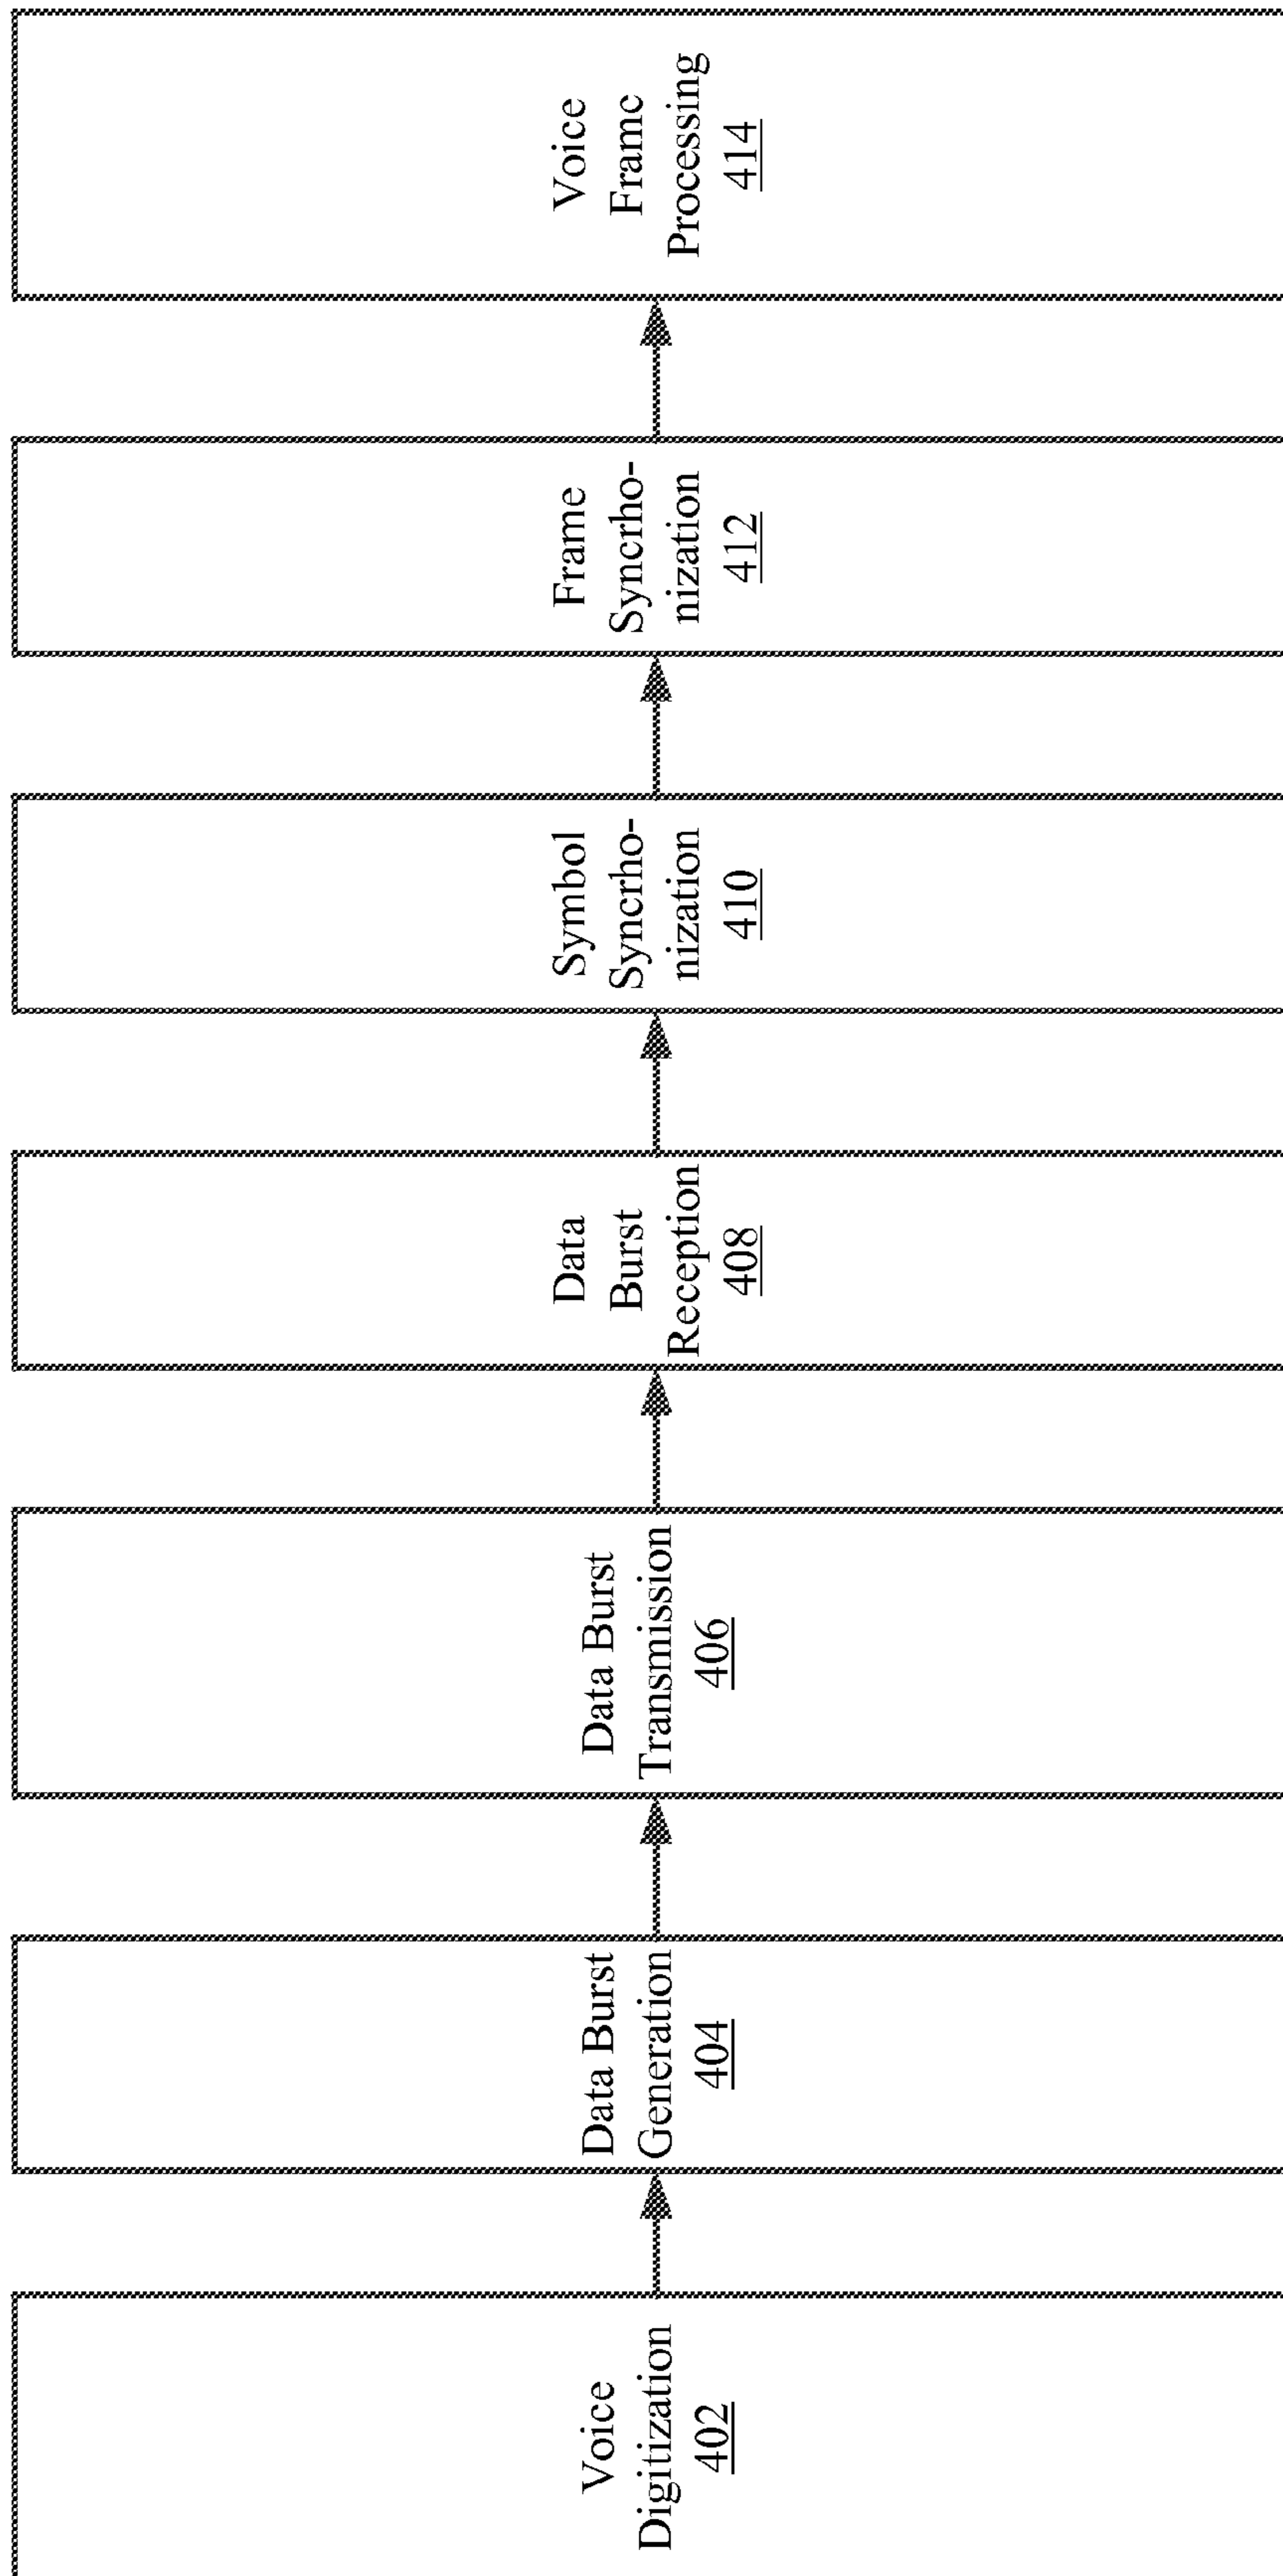 Voice
Digitization
402
Data Burst
Generation
404
Data Burst
Transmission
406
Data
Burst
Reception
408
Symbol
Syncrho-
nization
410
Frame
Syncrho-
nization
412
Voice
Frame
Processing
414